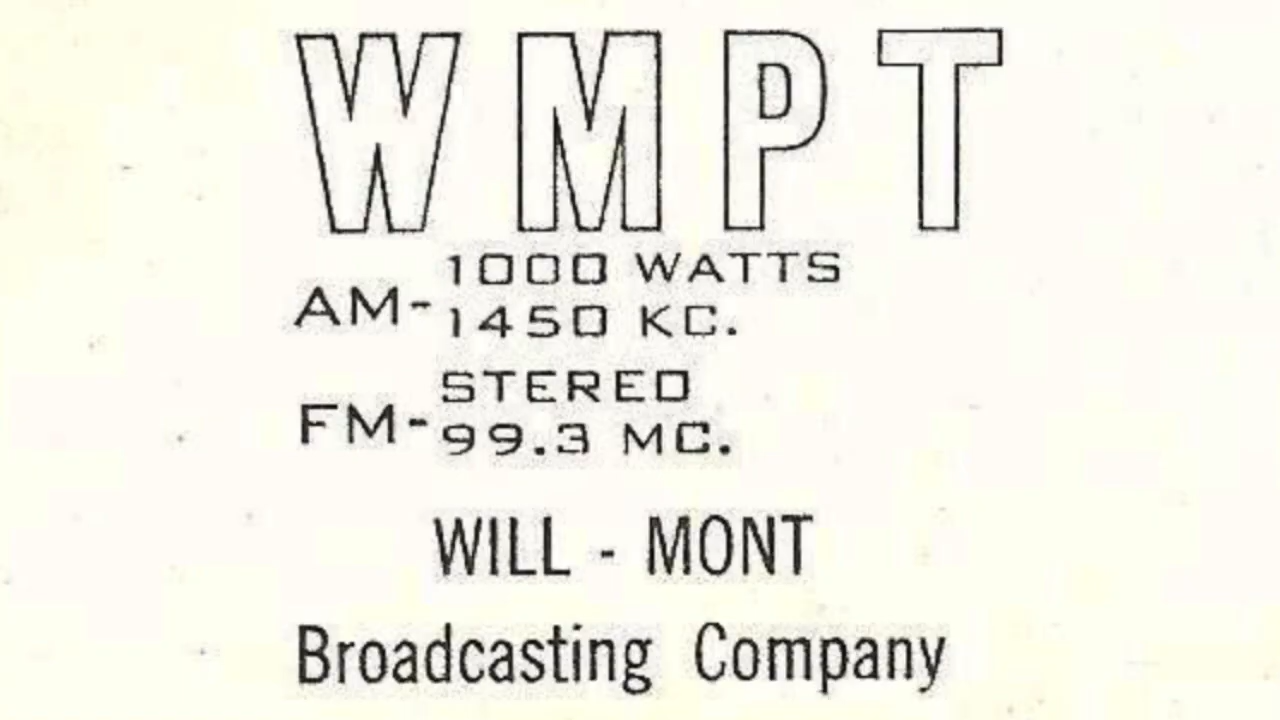 WMPT
AM- 1000 WATTS
1450 KC.
FM- STEREO
99.3 MC.
WILL - MONT
Broadcasting Company